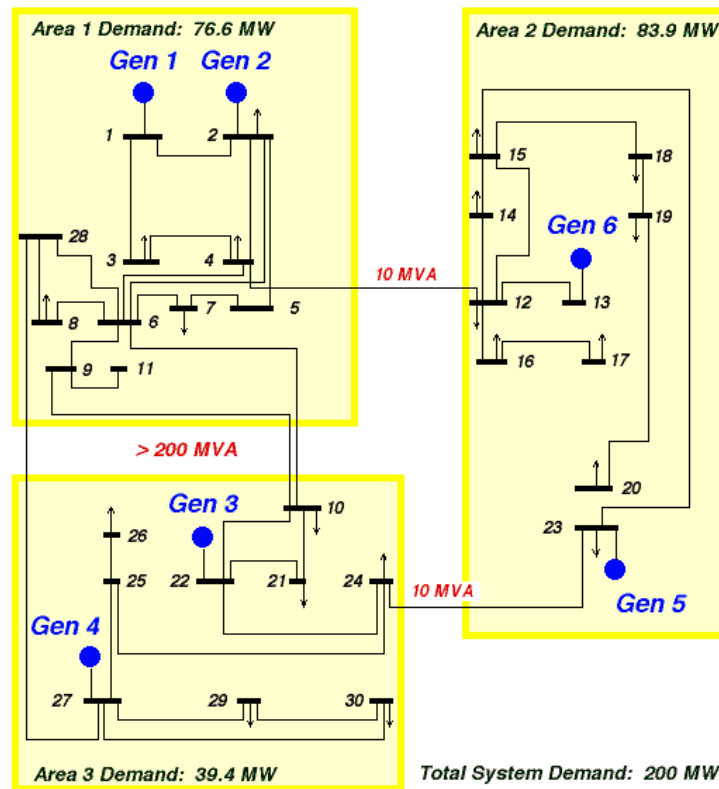 Area 1 Demand: 76.6 MW
Area 2 Demand: 83.9 MW
Gen 1 Gen 2
1 2
15 18
14 19
Gen 6
28 3 4
10 MVA
12 13
8 6 7 5
16 17
9 11
> 200 MVA
20
Gen 3 10
23
26
25 22 21 24
10 MVA
Gen 5
Gen 4
27 29 30
Area 3 Demand: 39.4 MW
Total System Demand: 200 MW